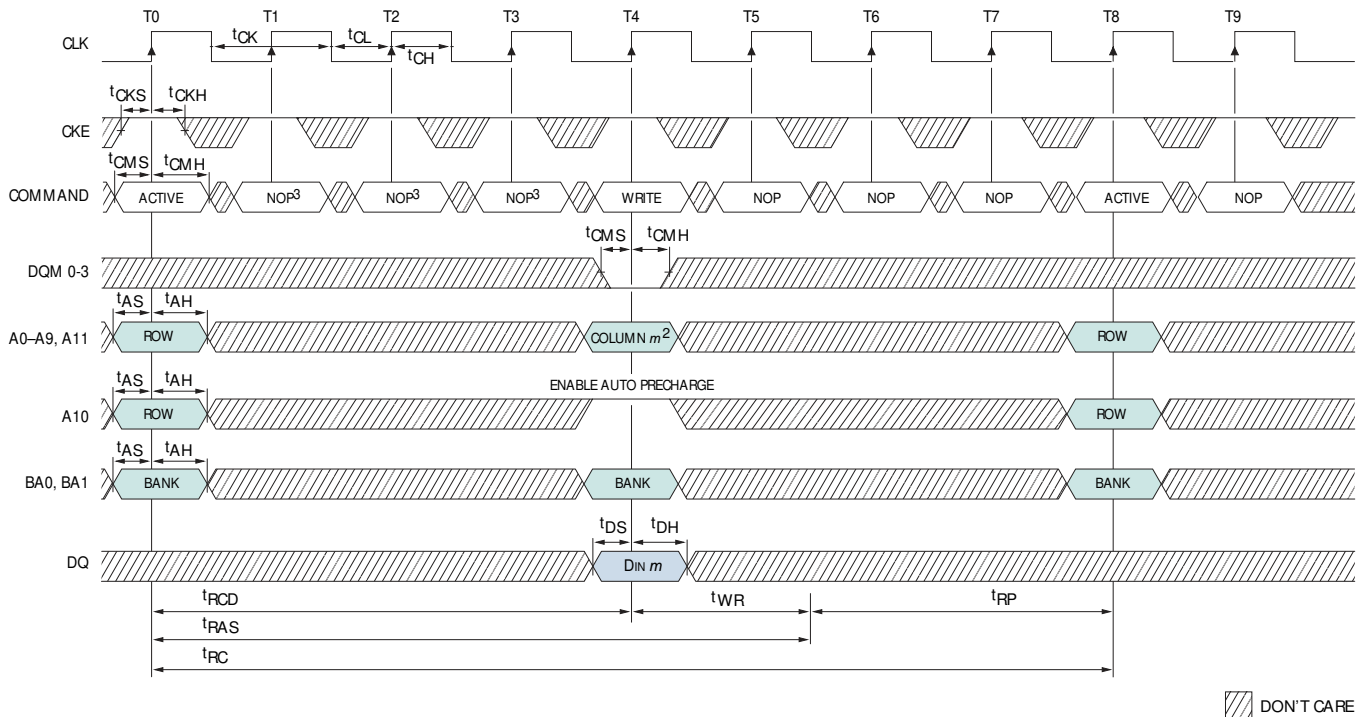 T0 T1 T2 T3 T4 T5 T6 T7 T8 T9
CLK tCK tCL tCH
tCKS tCKH
CKE
tCMS tCMH
COMMAND ACTIVE NOP3 NOP3 NOP3 WRITE NOP NOP NOP ACTIVE NOP
tCMS tCMH
DQM 0-3
tAS tAH
A0–A9, A11 ROW COLUMN m2 ROW
ENABLE AUTO PRECHARGE
tAS tAH
A10 ROW ROW
tAS tAH
BA0, BA1 BANK BANK BANK
tDS tDH
DQ DIN m
tRCD tWR tRP
tRAS
tRC
DON'T CARE